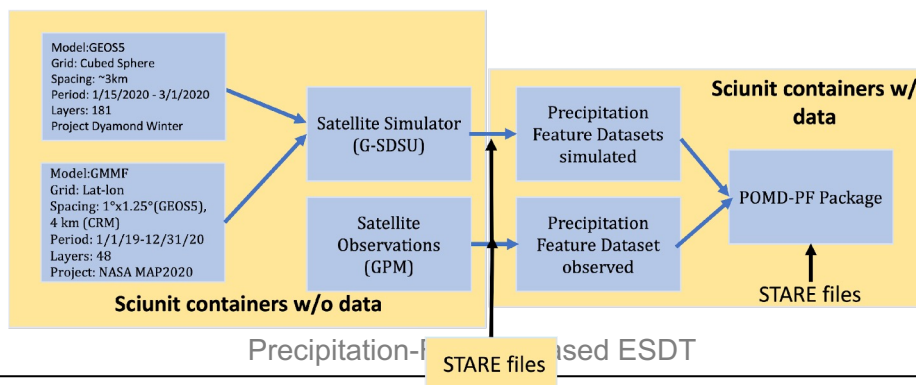 Model:GEOS5
Grid: Cubed Sphere
Spacing: ~3km
Period: 1/15/2020 - 3/1/2020
Layers: 181
Project Dyamond Winter
Model:GMMF
Grid: Lat-lon
Spacing: 1°x1.25°(GEOS5),
4 km (CRM)
Period: 1/1/19-12/31/20
Layers: 48
Project: NASA MAP2020
Satellite Simulator
(G-SDSU)
Satellite
Observations
(GPM)
Sciunit containers w/o data
Precipitation
Feature Datasets
simulated
Precipitation
Feature Dataset
observed
Sciunit containers w/
data
POMD-PF Package
STARE files
Precipitation-F ased ESDT
STARE files